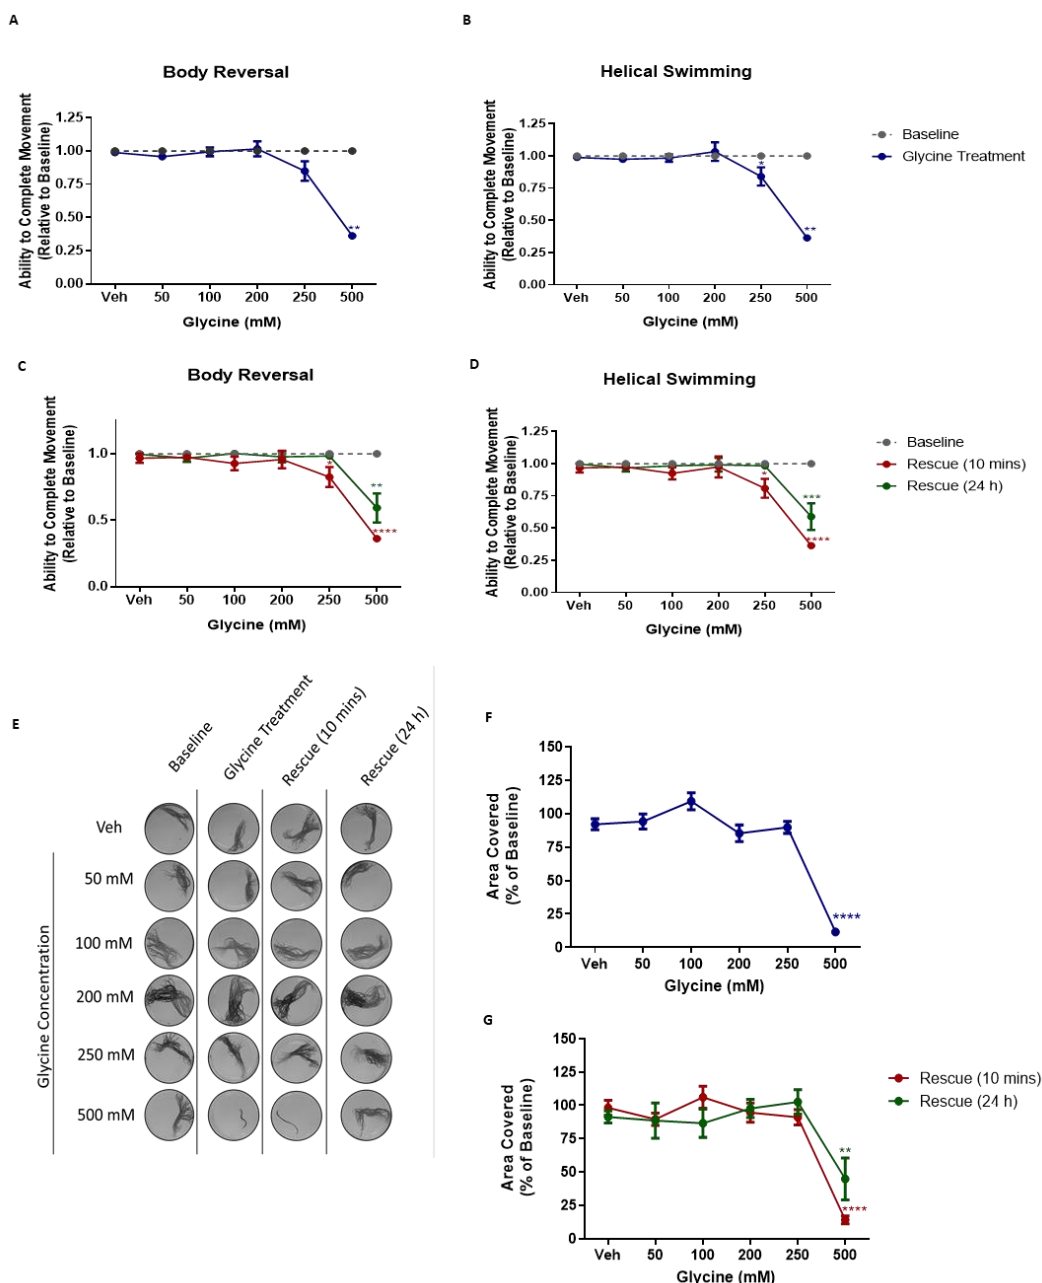 A
Body Reversal
Ability to Complete Movement
(Relative to Baseline)
1.25
1.00
0.75
0.50
0.25
0.00
**
Veh 50 100 200 250 500
Glycine (mM)
B
Helical Swimming
Ability to Complete Movement
(Relative to Baseline)
1.25
1.00
0.75
0.50
0.25
0.00
*
**
Veh 50 100 200 250 500
Glycine (mM)
Baseline
Glycine Treatment
C
Body Reversal
Ability to Complete Movement
(Relative to Baseline)
1.0
0.5
0.0
*
**
****
Veh 50 100 200 250 500
Glycine (mM)
D
Helical Swimming
Ability to Complete Movement
(Relative to Baseline)
1.25
1.00
0.75
0.50
0.25
0.00
*
***
****
Veh 50 100 200 250 500
Glycine (mM)
Baseline
Rescue (10 mins)
Rescue (24 h)
E
Baseline
Glycine Treatment
Rescue (10 mins)
Rescue (24 h)
Glycine Concentration
Veh
50 mM
100 mM
200 mM
250 mM
500 mM
F
Area Covered
(% of Baseline)
150
125
100
75
50
25
0
****
Veh 50 100 200 250 500
Glycine (mM)
G
Area Covered
(% of Baseline)
150
125
100
75
50
25
0
**
****
Veh 50 100 200 250 500
Glycine (mM)
Rescue (10 mins)
Rescue (24 h)